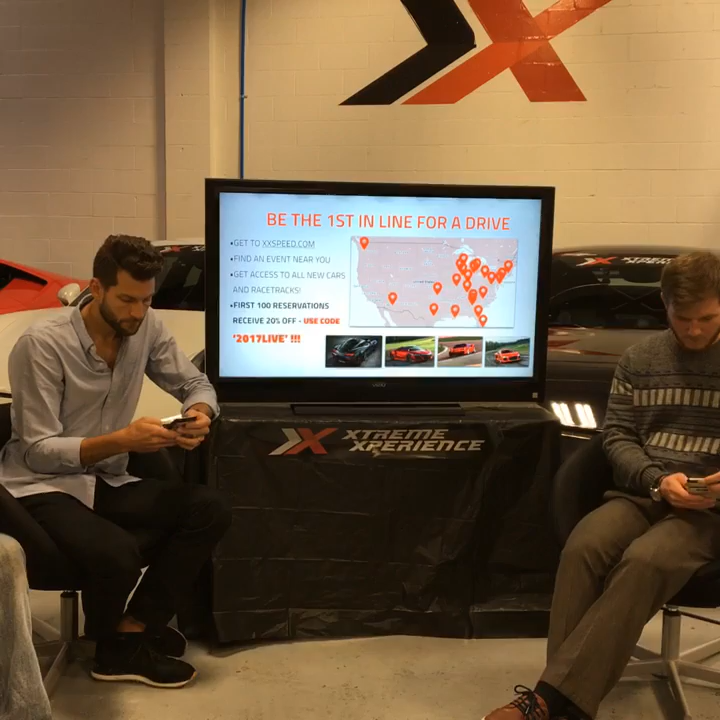 BE THE 1ST IN LINE FOR A DRIVE
•GET TO XXSPEED.COM
•FIND AN EVENT NEAR YOU
•GET ACCESS TO ALL NEW CARS
AND RACETRACKS!
•FIRST 100 RESERVATIONS
RECEIVE 20% OFF - USE CODE
'2017LIVE' !!!
XTREME
XPERIENCE